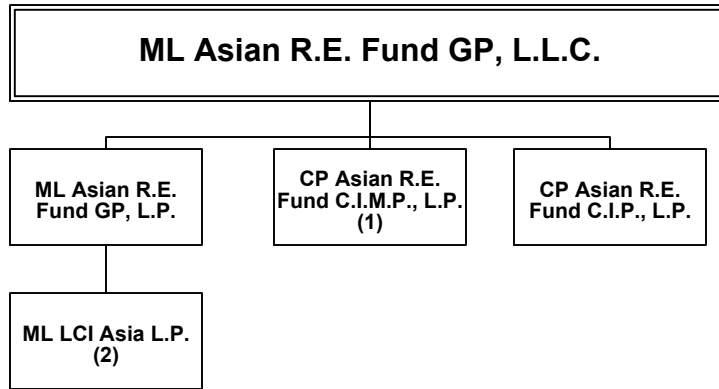 ML Asian R.E. Fund GP, L.L.C.
ML Asian R.E.
Fund GP, L.P.
CP Asian R.E.
Fund C.I.M.P., L.P.
(1)
CP Asian R.E.
Fund C.I.P., L.P.
ML LCI Asia L.P.
(2)